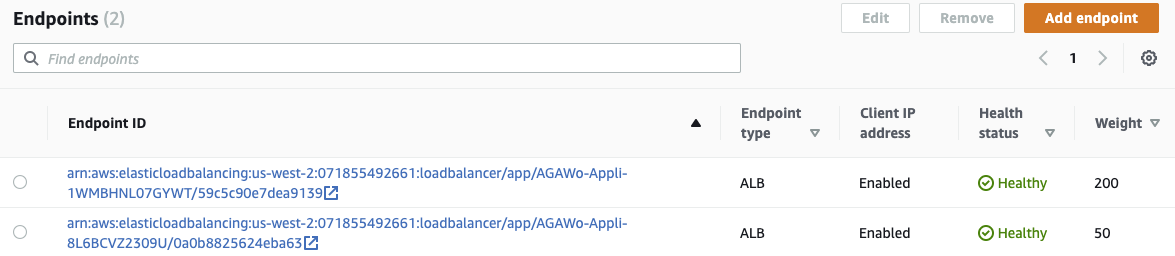 Endpoints (2)
Edit
Remove
Add endpoint
Find endpoints
1
Endpoint ID
Endpoint type
Client IP address
Health status
Weight
arn:aws:elasticloadbalancing:us-west-2:071855492661:loadbalancer/app/AGAWo-Appli-
1WMBHNL07GYWT/59c5c90e7dea9139
ALB
Enabled
Healthy
200
arn:aws:elasticloadbalancing:us-west-2:071855492661:loadbalancer/app/AGAWo-Appli-
8L6BCVZ2309U/0a0b8825624eba63
ALB
Enabled
Healthy
50